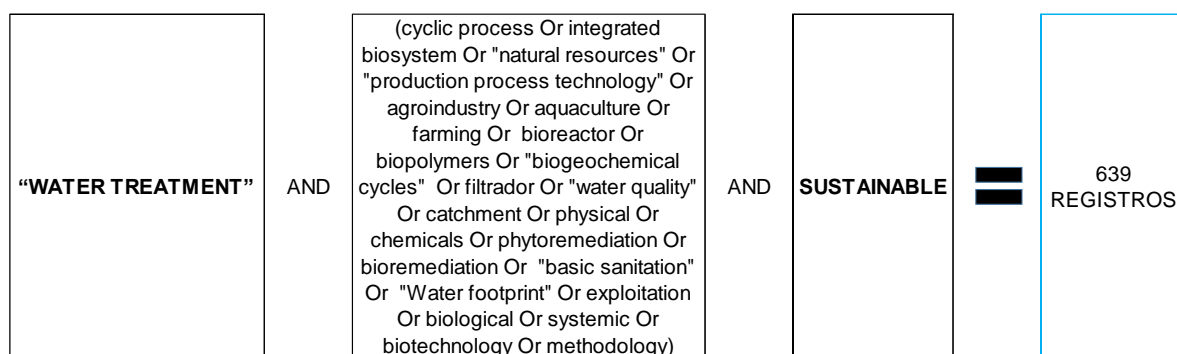 “WATER TREATMENT”
AND
(cyclic process Or integrated
biosystem Or "natural resources" Or
"production process technology" Or
agroindustry Or aquaculture Or
farming Or bioreactor Or
biopolymers Or "biogeochemical
cycles" Or filtrador Or "water quality"
Or catchment Or physical Or
chemicals Or phytoremediation Or
bioremediation Or "basic sanitation"
Or "Water footprint" Or exploitation
Or biological Or systemic Or
biotechnology Or methodology)
AND
SUSTAINABLE
639
REGISTROS